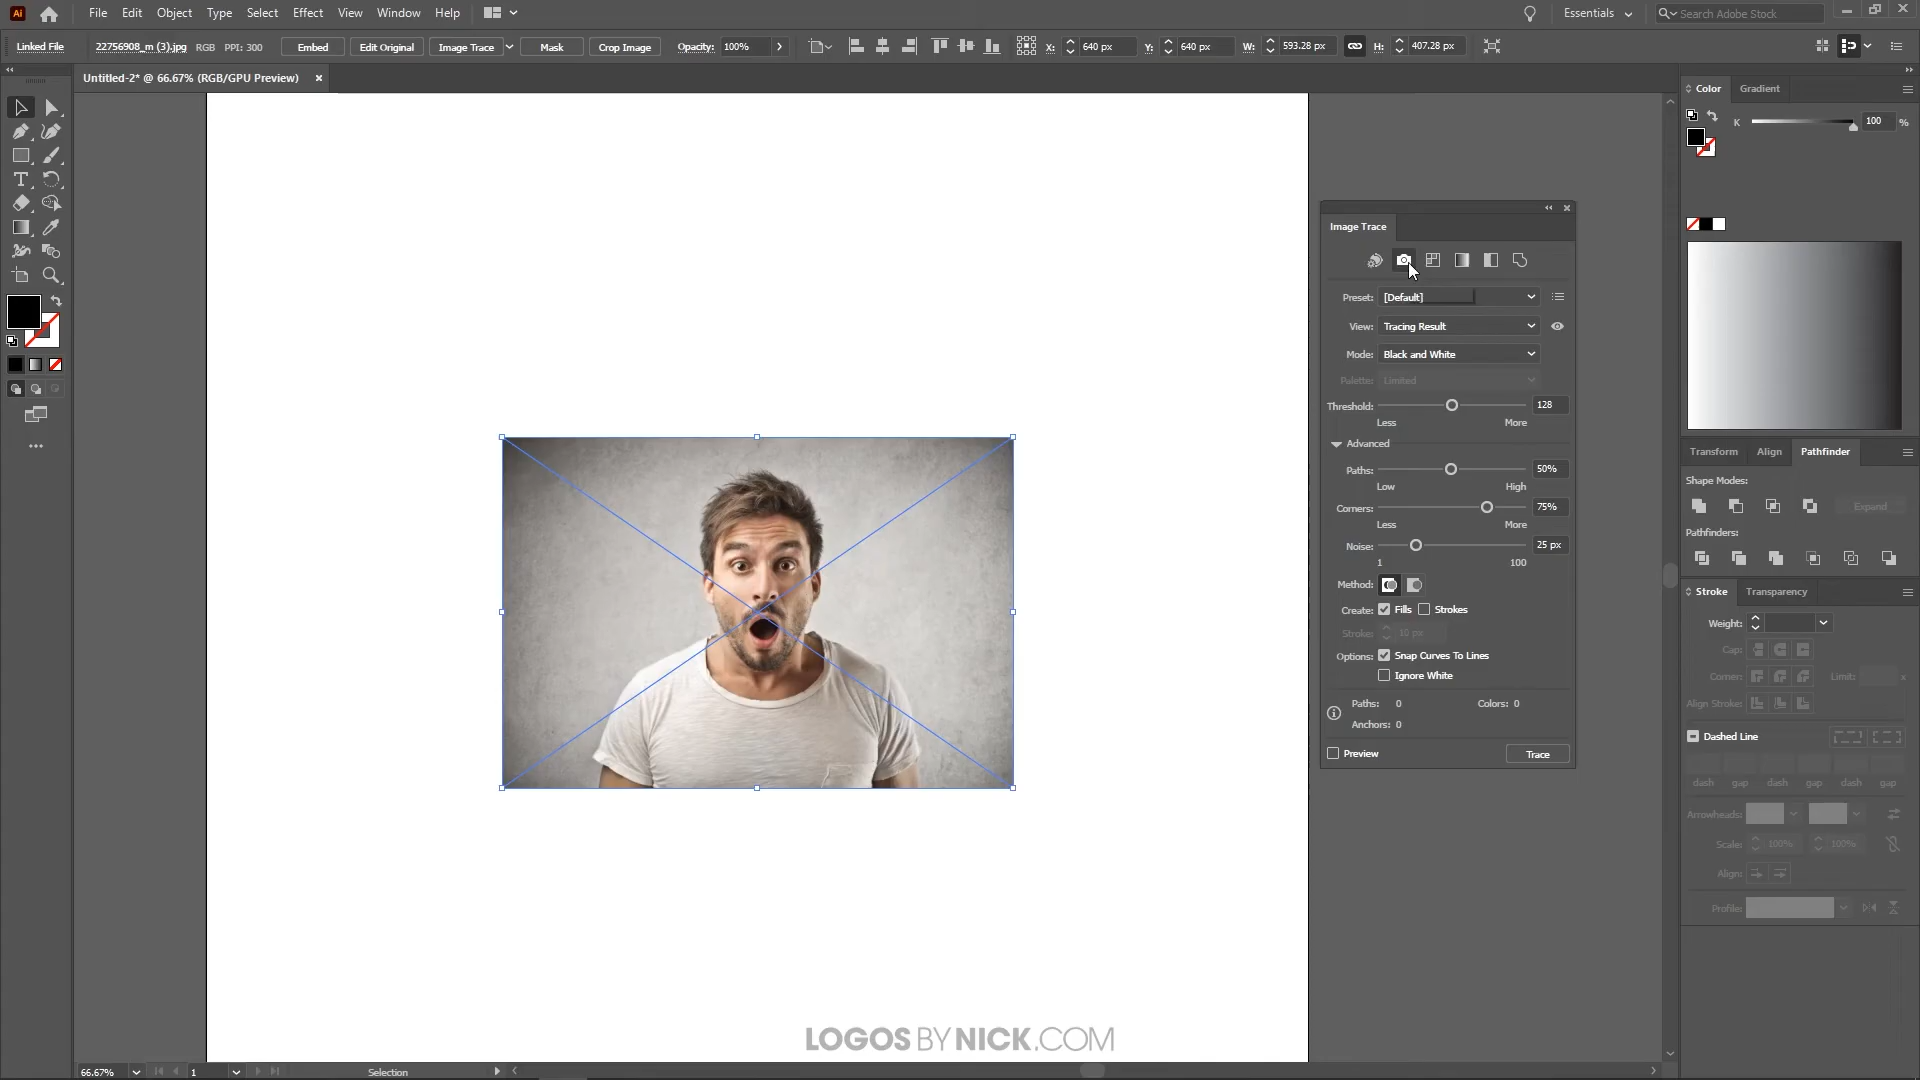 Ai File Edit Object Type Select Effect View Window Help Essentials Search Adobe Stock
Linked File 22756908_m (3).jpg RGB PPI: 300 Embed Edit Original Image Trace Mask Crop Image Opacity: 100% X: 640 px Y: 640 px W: 593.28 px H: 407.28 px
Untitled-2* @ 66.67% (RGB/GPU Preview)
Color Gradient
K 100 %
Image Trace
Preset: [Default]
View: Tracing Result
Mode: Black and White
Palette: Limited
Threshold: 128
Less More
Advanced
Paths: 50%
Low High
Corners: 75%
Less More
Noise: 25 px
1 100
Method:
Create: Fills Strokes
Stroke: 10 px
Options: Snap Curves To Lines
Ignore White
Paths: 0 Colors: 0
Anchors: 0
Preview Trace
Transform Align Pathfinder
Shape Modes:
Expand
Pathfinders:
Stroke Transparency
Weight:
Cap:
Corner: Limit: x
Align Stroke:
Dashed Line
dash gap dash gap dash gap
Arrowheads:
Scale: 100% 100%
Align:
Profile:
LOGOS BY NICK.COM
66.67% 1 Selection